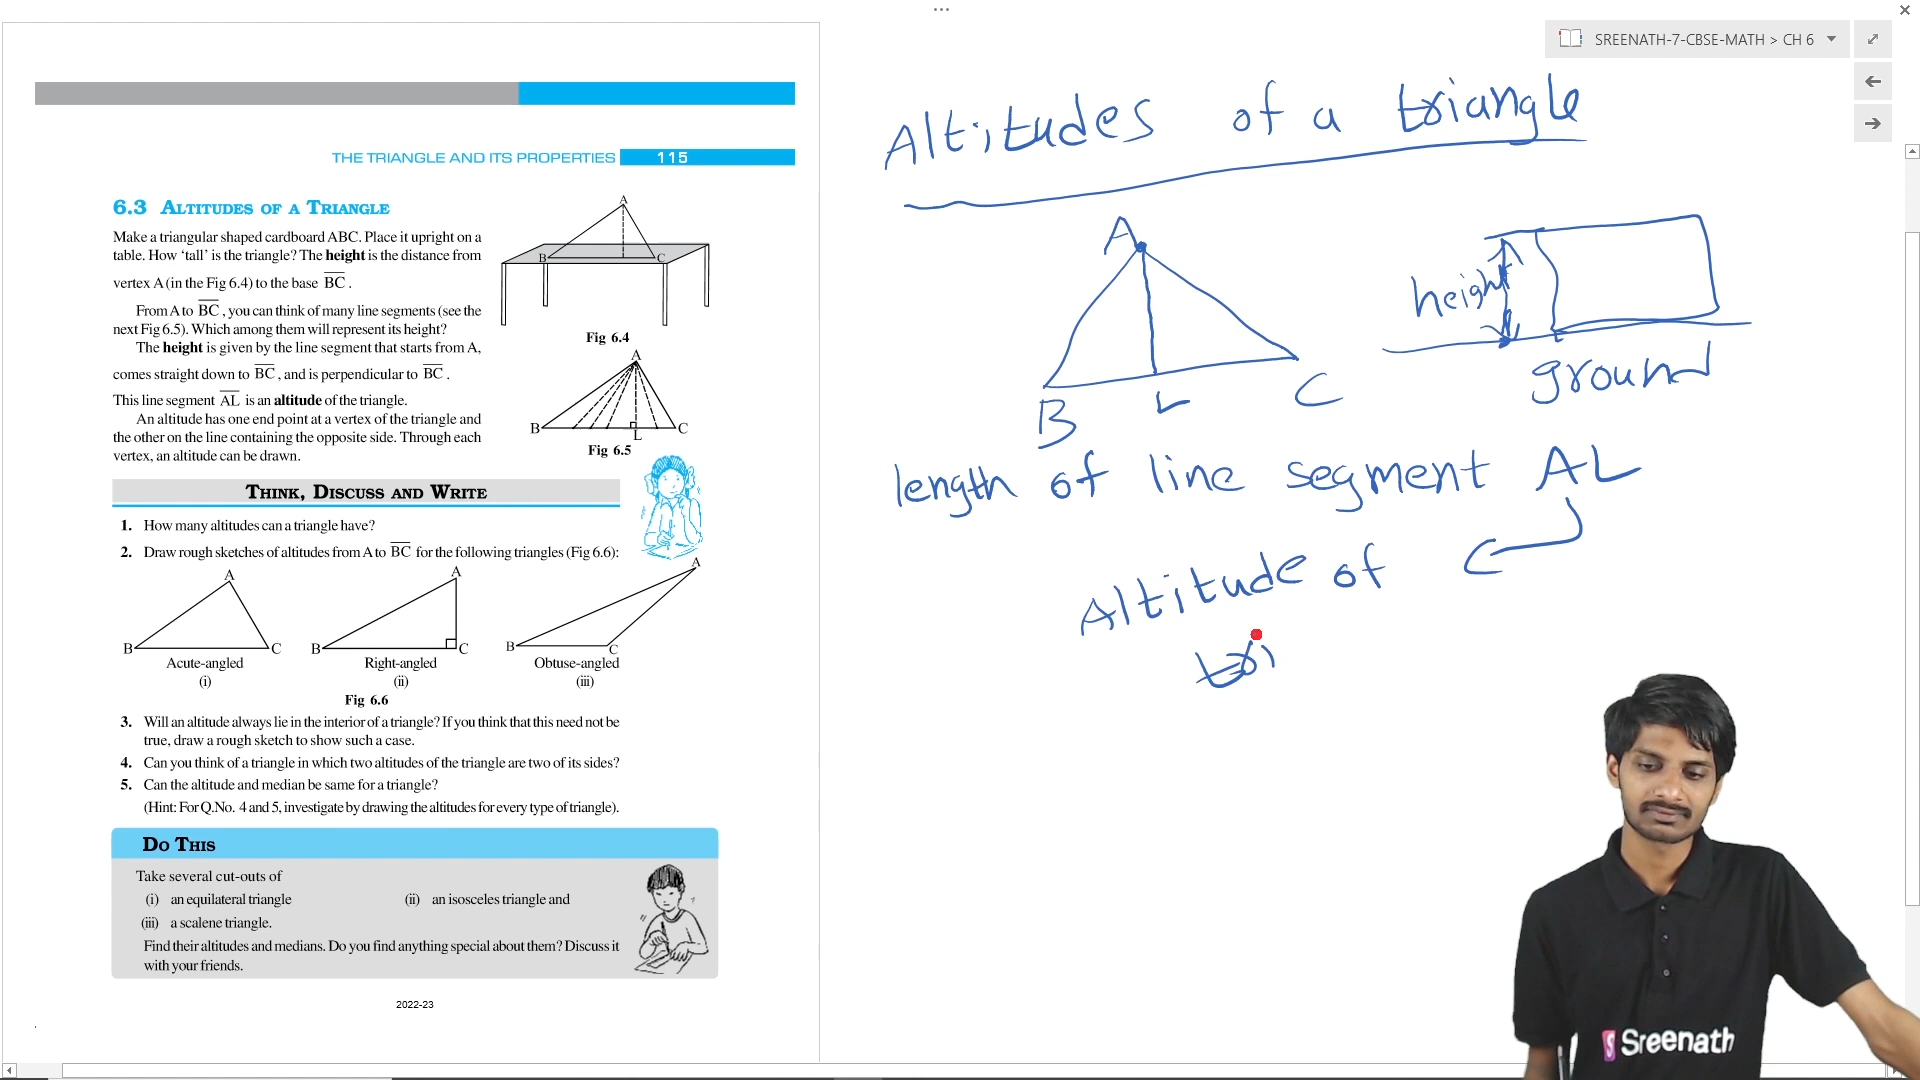 SREENATH-7-CBSE-MATH > CH 6
THE TRIANGLE AND ITS PROPERTIES 115
6.3 ALTITUDES OF A TRIANGLE
Make a triangular shaped cardboard ABC. Place it upright on a
table. How ‘tall’ is the triangle? The height is the distance from
vertex A (in the Fig 6.4) to the base BC .
From A to BC , you can think of many line segments (see the
next Fig 6.5). Which among them will represent its height?
The height is given by the line segment that starts from A,
comes straight down to BC , and is perpendicular to BC .
This line segment AL is an altitude of the triangle.
An altitude has one end point at a vertex of the triangle and
the other on the line containing the opposite side. Through each
vertex, an altitude can be drawn.
A
B
C
Fig 6.4
A
B
L
C
Fig 6.5
THINK, DISCUSS AND WRITE
1. How many altitudes can a triangle have?
2. Draw rough sketches of altitudes from A to BC for the following triangles (Fig 6.6):
A
B
C
Acute-angled
(i)
A
B
C
Right-angled
(ii)
A
B
C
Obtuse-angled
(iii)
Fig 6.6
3. Will an altitude always lie in the interior of a triangle? If you think that this need not be
true, draw a rough sketch to show such a case.
4. Can you think of a triangle in which two altitudes of the triangle are two of its sides?
5. Can the altitude and median be same for a triangle?
(Hint: For Q.No. 4 and 5, investigate by drawing the altitudes for every type of triangle).
DO THIS
Take several cut-outs of
(i) an equilateral triangle (ii) an isosceles triangle and
(iii) a scalene triangle.
Find their altitudes and medians. Do you find anything special about them? Discuss it
with your friends.
2022-23
Altitudes of a triangle
A
B
L
C
height
ground
length of line segment AL
Altitude of
tri
Sreenath